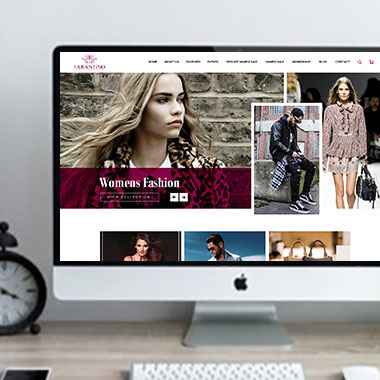 FARANTINO
HOME ABOUT US FEATURES EVENTS PRIVATE SAMPLE SALE SAMPLE SALE MEMBERSHIP BLOG CONTACT
Womens Fashion
VIEW COLLECTION